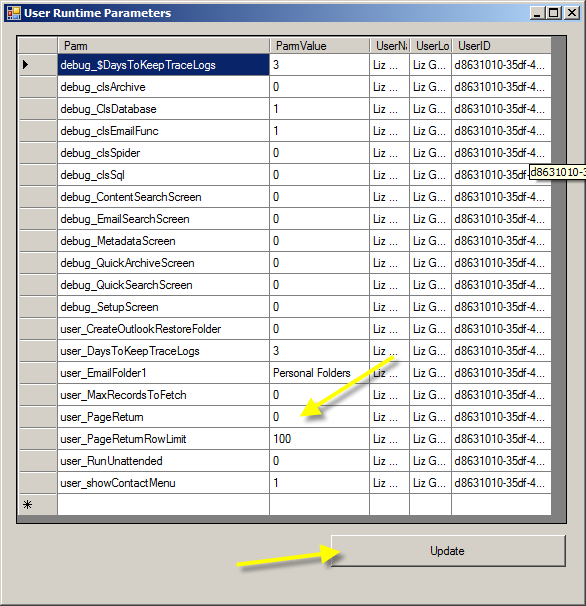 User Runtime Parameters
Parm ParmValue UserNa UserLo... UserID
debug_$DaysToKeepTraceLogs 3 Liz ... Liz G... d8631010-35df-4...
debug_clsArchive 0 Liz ... Liz G... d8631010-35df-4...
debug_ClsDatabase 1 Liz ... Liz G... d8631010-35df-4...
debug_clsEmailFunc 1 Liz ... Liz G... d8631010-35df-4...
debug_clsSpider 0 Liz ... Liz G... d8631010-35df-4...
debug_clsSql 0 Liz ... Liz G... d8631010-35df-4
d8631010-3
debug_ContentSearchScreen 0 Liz ... Liz G... d8631010-35df-4...
debug_EmailSearchScreen 0 Liz ... Liz G... d8631010-35df-4...
debug_MetadataScreen 0 Liz ... Liz G... d8631010-35df-4...
debug_QuickArchiveScreen 0 Liz ... Liz G... d8631010-35df-4...
debug_QuickSearchScreen 0 Liz ... Liz G... d8631010-35df-4...
debug_SetupScreen 0 Liz ... Liz G... d8631010-35df-4...
user_CreateOutlookRestoreFolder 0 Liz ... Liz G... d8631010-35df-4...
user_DaysToKeepTraceLogs 3 Liz ... Liz G... d8631010-35df-4...
user_EmailFolder1 Personal Folders Liz ... Liz G... d8631010-35df-4...
user_MaxRecordsToFetch 0 Liz ... Liz G... d8631010-35df-4...
user_PageReturn 0 Liz ... Liz G... d8631010-35df-4...
user_PageReturnRowLimit 100 Liz ... Liz G... d8631010-35df-4...
user_RunUnattended 0 Liz ... Liz G... d8631010-35df-4...
user_showContactMenu 1 Liz ... Liz G... d8631010-35df-4...
Update